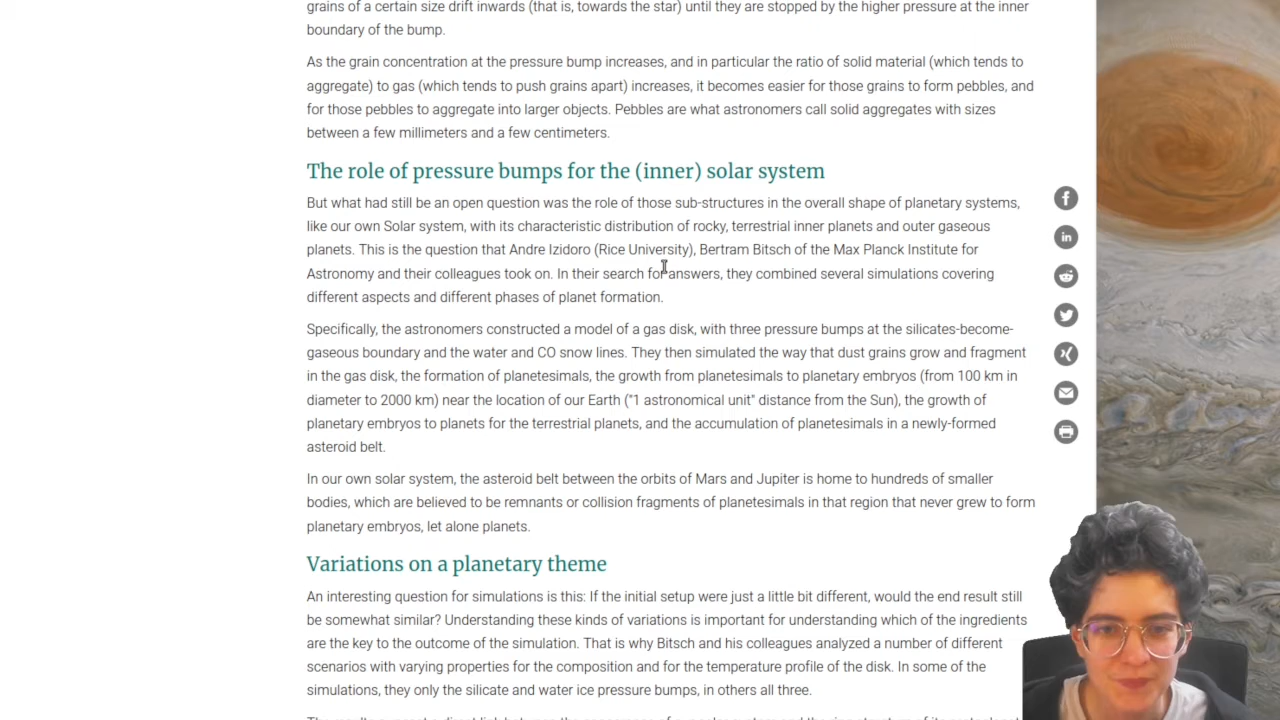 grains of a certain size drift inwards (that is, towards the star) until they are stopped by the higher pressure at the inner
boundary of the bump.
As the grain concentration at the pressure bump increases, and in particular the ratio of solid material (which tends to
aggregate) to gas (which tends to push grains apart) increases, it becomes easier for those grains to form pebbles, and
for those pebbles to aggregate into larger objects. Pebbles are what astronomers call solid aggregates with sizes
between a few millimeters and a few centimeters.
The role of pressure bumps for the (inner) solar system
But what had still be an open question was the role of those sub-structures in the overall shape of planetary systems,
like our own Solar system, with its characteristic distribution of rocky, terrestrial inner planets and outer gaseous
planets. This is the question that Andre Izidoro (Rice University), Bertram Bitsch of the Max Planck Institute for
Astronomy and their colleagues took on. In their search for answers, they combined several simulations covering
different aspects and different phases of planet formation.
Specifically, the astronomers constructed a model of a gas disk, with three pressure bumps at the silicates-become-
gaseous boundary and the water and CO snow lines. They then simulated the way that dust grains grow and fragment
in the gas disk, the formation of planetesimals, the growth from planetesimals to planetary embryos (from 100 km in
diameter to 2000 km) near the location of our Earth ("1 astronomical unit" distance from the Sun), the growth of
planetary embryos to planets for the terrestrial planets, and the accumulation of planetesimals in a newly-formed
asteroid belt.
In our own solar system, the asteroid belt between the orbits of Mars and Jupiter is home to hundreds of smaller
bodies, which are believed to be remnants or collision fragments of planetesimals in that region that never grew to form
planetary embryos, let alone planets.
Variations on a planetary theme
An interesting question for simulations is this: If the initial setup were just a little bit different, would the end result still
be somewhat similar? Understanding these kinds of variations is important for understanding which of the ingredients
are the key to the outcome of the simulation. That is why Bitsch and his colleagues analyzed a number of different
scenarios with varying properties for the composition and for the temperature profile of the disk. In some of the
simulations, they only the silicate and water ice pressure bumps, in others all three.